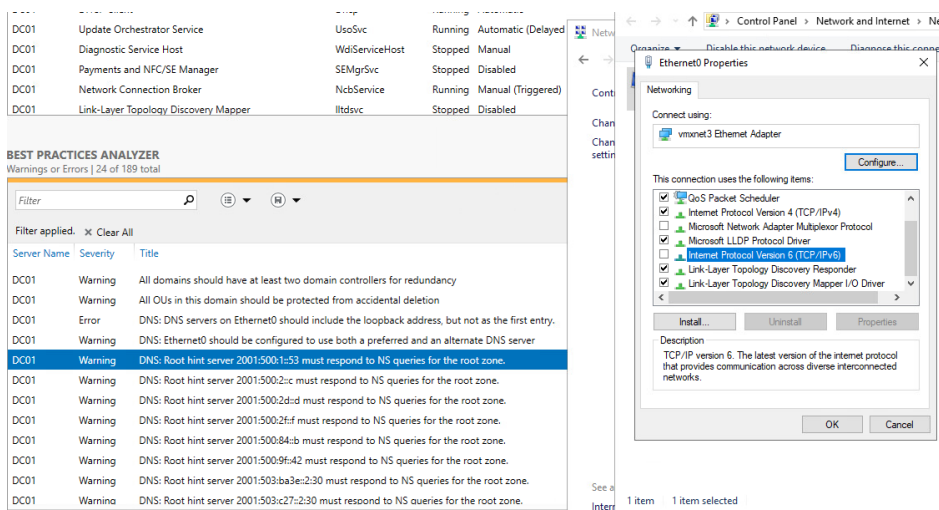 DC01 Update Orchestrator Service UsoSvc Running Automatic (Delayed
DC01 Diagnostic Service Host WdiServiceHost Stopped Manual
DC01 Payments and NFC/SE Manager SEMgrSvc Stopped Disabled
DC01 Network Connection Broker NcbService Running Manual (Triggered)
DC01 Link-Layer Topology Discovery Mapper lltdsvc Stopped Disabled
BEST PRACTICES ANALYZER
Warnings or Errors | 24 of 189 total
Filter
Filter applied. × Clear All
Server Name Severity Title
DC01 Warning All domains should have at least two domain controllers for redundancy
DC01 Warning All OUs in this domain should be protected from accidental deletion
DC01 Error DNS: DNS servers on Ethernet0 should include the loopback address, but not as the first entry.
DC01 Warning DNS: Ethernet0 should be configured to use both a preferred and an alternate DNS server
DC01 Warning DNS: Root hint server 2001:500:1::53 must respond to NS queries for the root zone.
DC01 Warning DNS: Root hint server 2001:500:2::c must respond to NS queries for the root zone.
DC01 Warning DNS: Root hint server 2001:500:2d::d must respond to NS queries for the root zone.
DC01 Warning DNS: Root hint server 2001:500:2f::f must respond to NS queries for the root zone.
DC01 Warning DNS: Root hint server 2001:500:84::b must respond to NS queries for the root zone.
DC01 Warning DNS: Root hint server 2001:500:9f::42 must respond to NS queries for the root zone.
DC01 Warning DNS: Root hint server 2001:503:ba3e::2:30 must respond to NS queries for the root zone.
DC01 Warning DNS: Root hint server 2001:503:c27::2:30 must respond to NS queries for the root zone.
Netw
Cont
Chan
Chan
settin
See a
Intern
> Control Panel > Network and Internet > Ne
Organize Disable this network device Diagnose this conne
Ethernet0 Properties
Networking
Connect using:
vmxnet3 Ethernet Adapter
Configure...
This connection uses the following items:
QoS Packet Scheduler
Internet Protocol Version 4 (TCP/IPv4)
Microsoft Network Adapter Multiplexor Protocol
Microsoft LLDP Protocol Driver
Internet Protocol Version 6 (TCP/IPv6)
Link-Layer Topology Discovery Responder
Link-Layer Topology Discovery Mapper I/O Driver
Install... Uninstall Properties
Description
TCP/IP version 6. The latest version of the internet protocol
that provides communication across diverse interconnected
networks.
OK Cancel
1 item 1 item selected